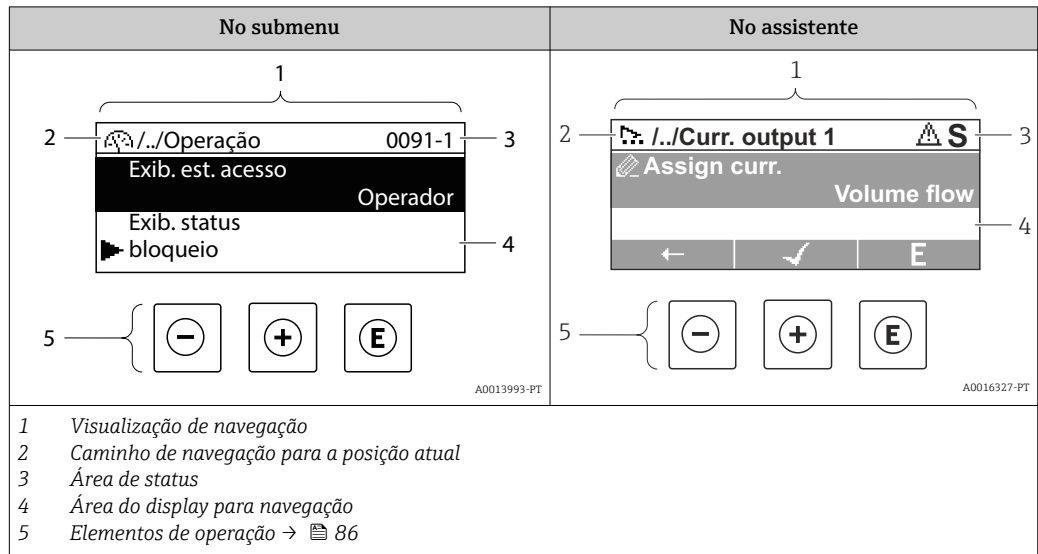 No submenu
No assistente
1
2
/../Operação 0091-1
3
Exib. est. acesso
Operador
Exib. status
bloqueio
4
5
- + E
A0013993-PT
1
2
/../Curr. output 1 S
3
Assign curr.
Volume flow
4
← ✓ E
5
- + E
A0016327-PT
1 Visualização de navegação
2 Caminho de navegação para a posição atual
3 Área de status
4 Área do display para navegação
5 Elementos de operação → 86